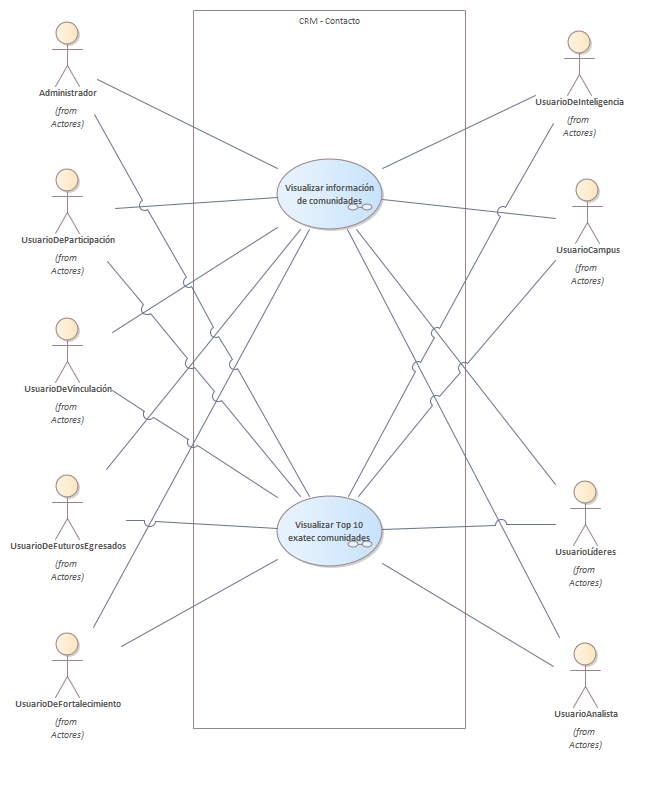 CRM - Contacto
Administrador
(from
Actores)
UsuarioDeParticipación
(from
Actores)
UsuarioDeVinculación
(from
Actores)
UsuarioDeFuturosEgresados
(from
Actores)
UsuarioDeFortalecimiento
(from
Actores)
Visualizar información
de comunidades
Visualizar Top 10
exatec comunidades
UsuarioDeInteligencia
(from
Actores)
UsuarioCampus
(from
Actores)
UsuarioLíderes
(from
Actores)
UsuarioAnalista
(from
Actores)